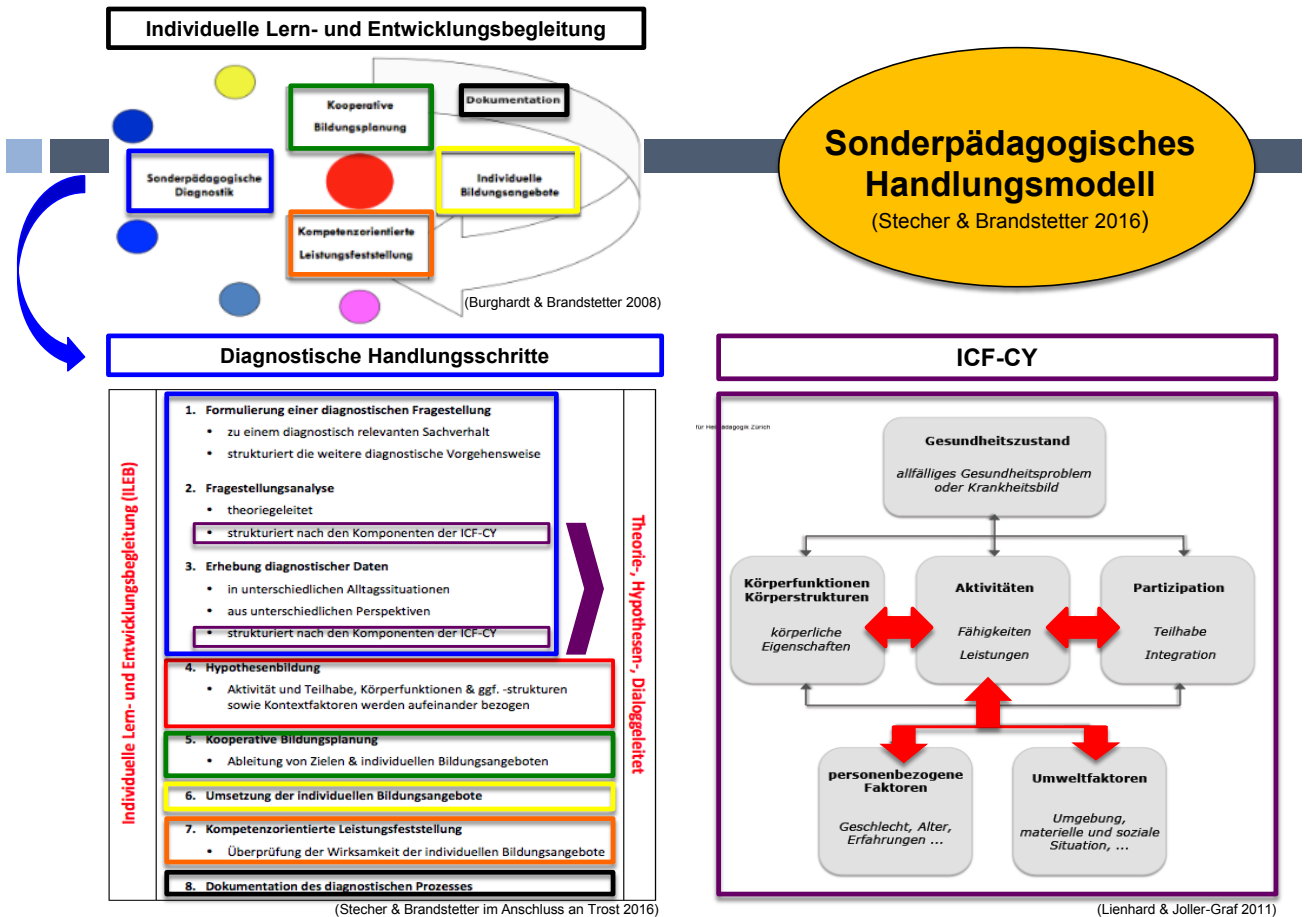 Individuelle Lern- und Entwicklungsbegleitung
Kooperative
Bildungsplanung
Dokumentation
Sonderpädagogische
Diagnostik
Individuelle
Bildungsangebote
Kompetenzorientierte
Leistungsfeststellung
(Burghardt & Brandstetter 2008)
Sonderpädagogisches
Handlungsmodell
(Stecher & Brandstetter 2016)
Diagnostische Handlungsschritte
Individuelle Lern- und Entwicklungsbegleitung (ILEB)
1. Formulierung einer diagnostischen Fragestellung
• zu einem diagnostisch relevanten Sachverhalt
• strukturiert die weitere diagnostische Vorgehensweise
2. Fragestellungsanalyse
• theoriegeleitet
• strukturiert nach den Komponenten der ICF-CY
3. Erhebung diagnostischer Daten
• in unterschiedlichen Alltagssituationen
• aus unterschiedlichen Perspektiven
• strukturiert nach den Komponenten der ICF-CY
4. Hypothesenbildung
• Aktivität und Teilhabe, Körperfunktionen & ggf. -strukturen
sowie Kontextfaktoren werden aufeinander bezogen
5. Kooperative Bildungsplanung
• Ableitung von Zielen & individuellen Bildungsangeboten
6. Umsetzung der individuellen Bildungsangebote
7. Kompetenzorientierte Leistungsfeststellung
• Überprüfung der Wirksamkeit der individuellen Bildungsangebote
8. Dokumentation des diagnostischen Prozesses
Theorie-, Hypothesen-, Dialoggeleitet
(Stecher & Brandstetter im Anschluss an Trost 2016)
ICF-CY
für Heilpädagogik Zürich
Gesundheitszustand
allfälliges Gesundheitsproblem
oder Krankheitsbild
Körperfunktionen
Körperstrukturen
körperliche
Eigenschaften
Aktivitäten
Fähigkeiten
Leistungen
Partizipation
Teilhabe
Integration
personenbezogene
Faktoren
Geschlecht, Alter,
Erfahrungen ...
Umweltfaktoren
Umgebung,
materielle und soziale
Situation, ...
(Lienhard & Joller-Graf 2011)